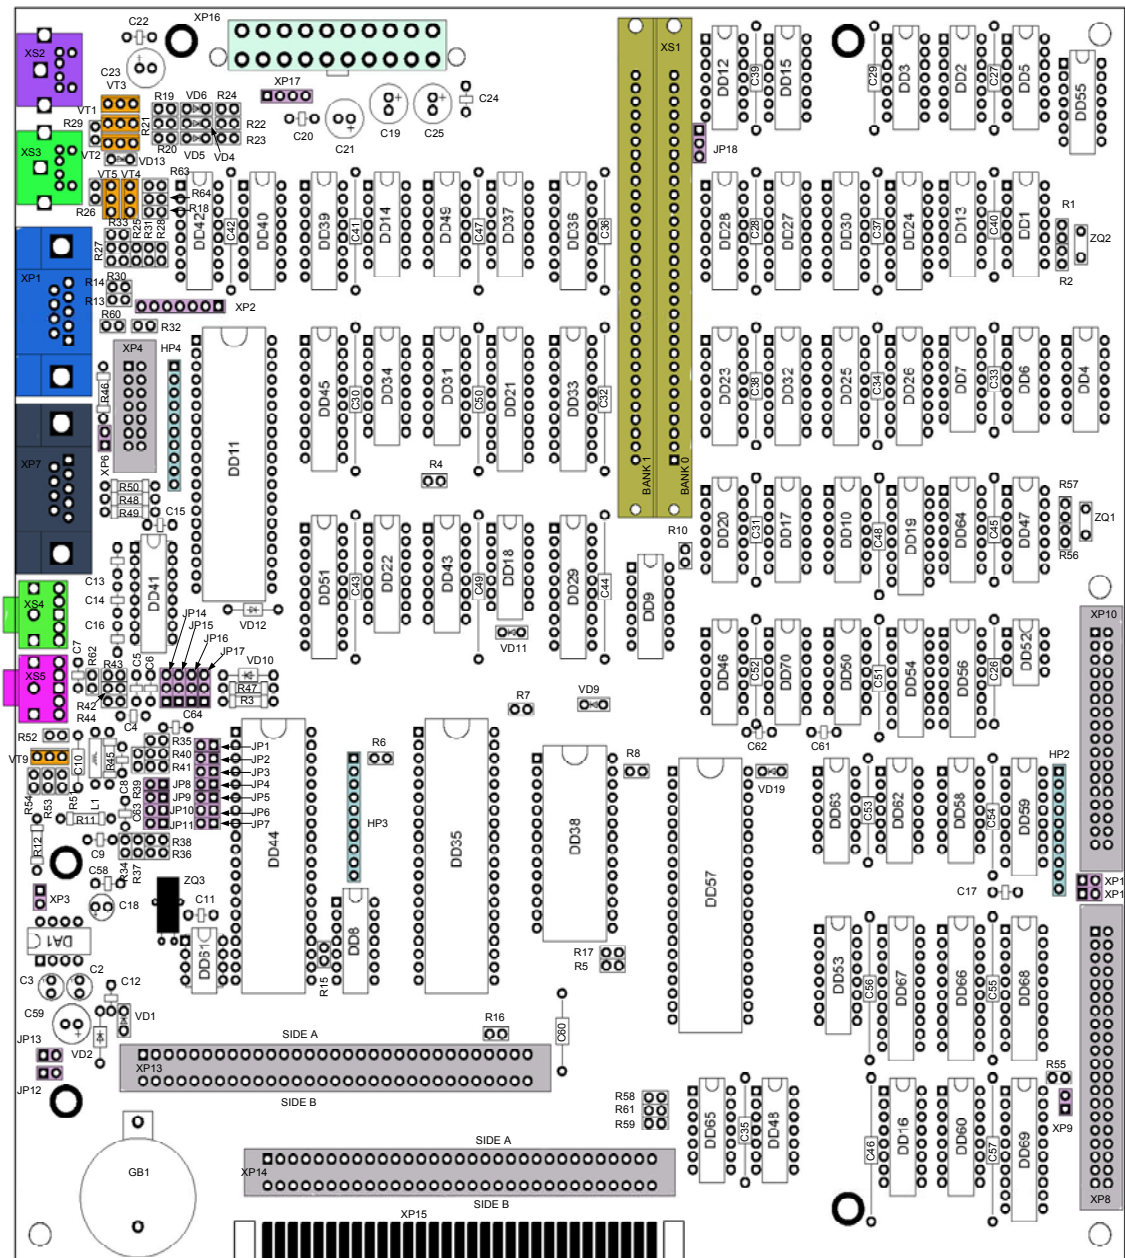 C22
XP16
XS2
C23
VT3
XP17
R19
VD6
R24
VT1
R29
R21
R22
R20
VD5
VD4
R23
VT2
VD13
C20
C21
C19
C25
C24
XS1
JP18
DD12
C39
DD15
C29
DD3
DD2
C27
DD5
DD55
XS3
VT5
VT4
R63
R64
R18
R26
R33
R25
R31
R28
R27
DD42
C42
DD40
DD39
C41
DD14
DD49
C47
DD37
DD36
C36
DD28
C28
DD27
DD30
C37
DD24
DD13
C40
DD1
R1
ZQ2
R2
XP1
R30
R14
R13
XP2
R60
R32
XP4
HP4
R46
XP6
DD11
DD45
C30
DD34
DD31
C50
DD21
DD33
C32
DD23
C38
DD32
DD25
C34
DD26
DD7
C33
DD6
DD4
XP7
R4
BANK 1
BANK 0
R50
R48
R49
C15
R10
R57
ZQ1
R56
DD51
C43
DD22
DD43
C49
DD18
DD29
C44
DD9
DD20
C31
DD17
DD10
C48
DD19
DD64
C45
DD47
C13
C14
C16
DD41
VD12
VD11
XS4
JP14
JP15
JP16
JP17
XP10
DD46
C52
DD70
DD50
C51
DD54
DD56
C26
DD52
XS5
C7
R62
R43
C5
C6
VD10
R47
R3
R42
R44
C4
C64
R7
VD9
C62
C61
R52
VT9
C10
R45
R35
R40
R41
JP1
JP2
JP3
JP4
JP5
JP6
JP7
JP8
JP9
JP10
JP11
R6
R8
VD19
HP2
R54
R53
R51
L1
C8
R39
C63
R11
R12
C9
R38
R36
R34
R37
HP3
DD44
DD35
DD38
DD57
DD63
C53
DD62
DD58
C54
DD59
C58
ZQ3
C18
C11
XP3
C17
XP1
XP1
DA1
DD61
R15
DD8
R17
R5
DD53
C56
DD67
DD66
C55
DD68
C3
C2
C12
C59
VD1
VD2
R16
C60
JP13
SIDE A
XP13
SIDE B
JP12
R55
XP9
R58
R61
R59
DD65
C35
DD48
C46
DD16
DD60
C57
DD69
GB1
SIDE A
XP14
SIDE B
XP15
XP8